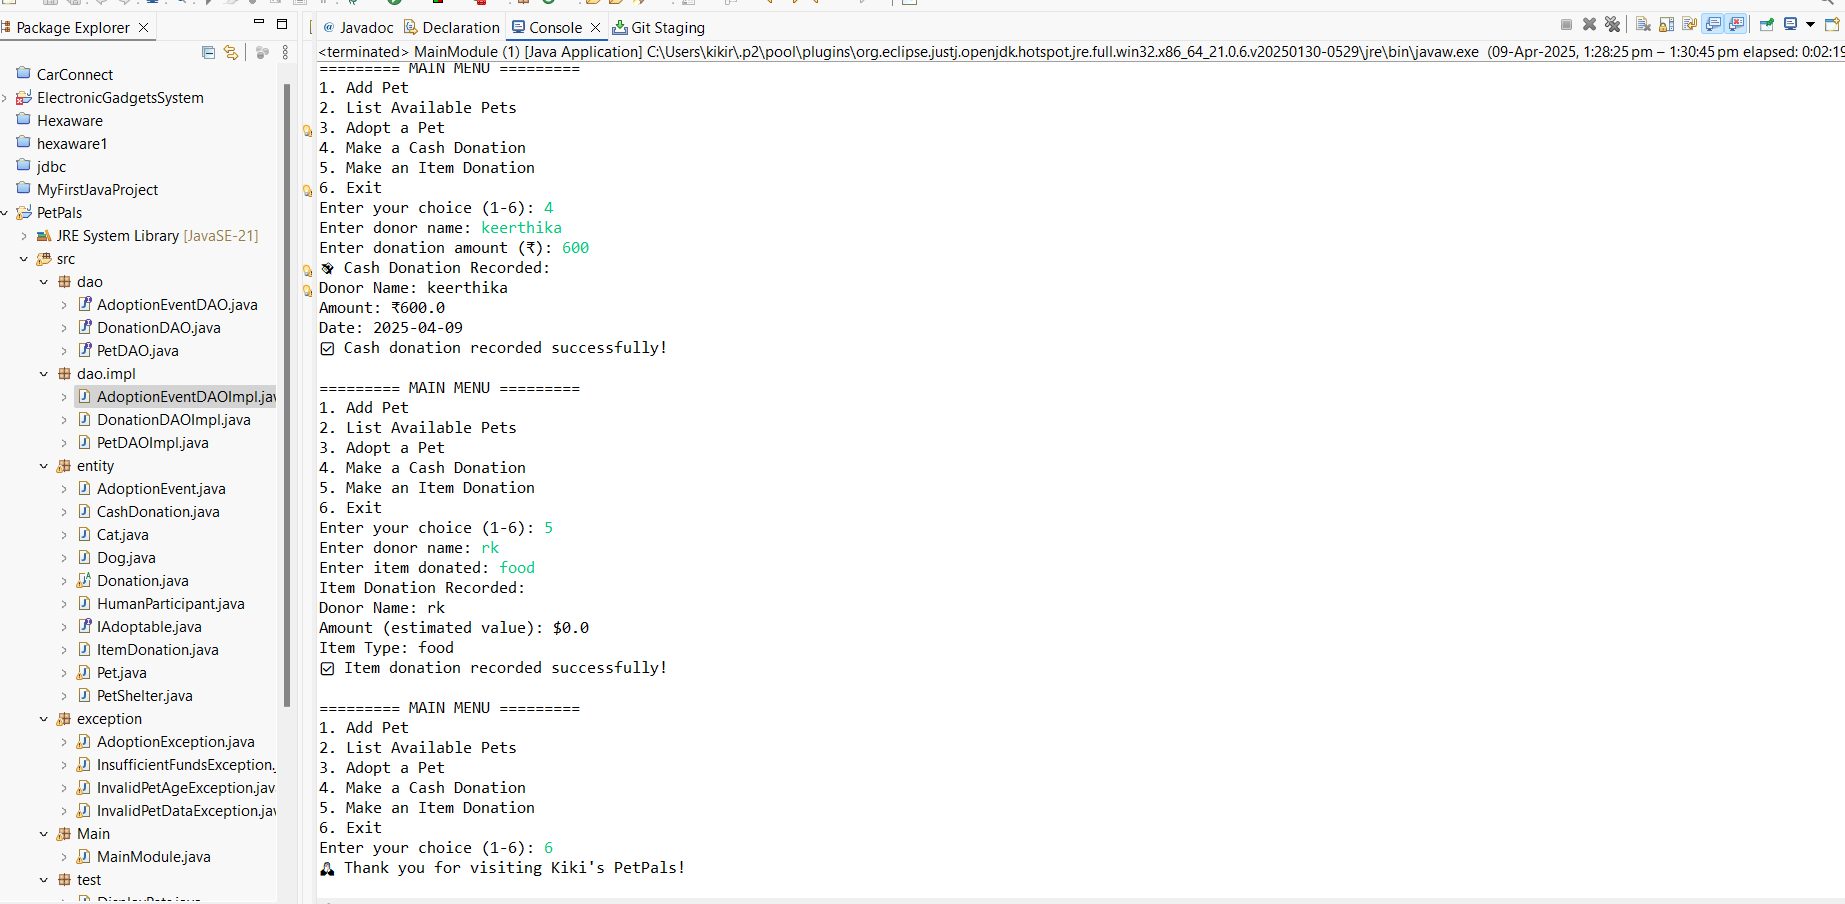 Package Explorer
CarConnect
ElectronicGadgetsSystem
Hexaware
hexaware1
jdbc
MyFirstJavaProject
PetPals
JRE System Library [JavaSE-21]
src
dao
AdoptionEventDAO.java
DonationDAO.java
PetDAO.java
dao.impl
AdoptionEventDAOImpl.jav
DonationDAOImpl.java
PetDAOImpl.java
entity
AdoptionEvent.java
CashDonation.java
Cat.java
Dog.java
Donation.java
HumanParticipant.java
IAdoptable.java
ItemDonation.java
Pet.java
PetShelter.java
exception
AdoptionException.java
InsufficientFundsException.
InvalidPetAgeException.jav
InvalidPetDataException.jav
Main
MainModule.java
test
DisplayPets.java
@ Javadoc Declaration Console Git Staging
<terminated> MainModule (1) [Java Application] C:\Users\kikir\.p2\pool\plugins\org.eclipse.justj.openjdk.hotspot.jre.full.win32.x86_64_21.0.6.v20250130-0529\jre\bin\javaw.exe (09-Apr-2025, 1:28:25 pm – 1:30:45 pm elapsed: 0:02:19
========= MAIN MENU =========
1. Add Pet
2. List Available Pets
3. Adopt a Pet
4. Make a Cash Donation
5. Make an Item Donation
6. Exit
Enter your choice (1-6): 4
Enter donor name: keerthika
Enter donation amount (₹): 600
Cash Donation Recorded:
Donor Name: keerthika
Amount: ₹600.0
Date: 2025-04-09
☑ Cash donation recorded successfully!
========= MAIN MENU =========
1. Add Pet
2. List Available Pets
3. Adopt a Pet
4. Make a Cash Donation
5. Make an Item Donation
6. Exit
Enter your choice (1-6): 5
Enter donor name: rk
Enter item donated: food
Item Donation Recorded:
Donor Name: rk
Amount (estimated value): $0.0
Item Type: food
☑ Item donation recorded successfully!
========= MAIN MENU =========
1. Add Pet
2. List Available Pets
3. Adopt a Pet
4. Make a Cash Donation
5. Make an Item Donation
6. Exit
Enter your choice (1-6): 6
Thank you for visiting Kiki's PetPals!